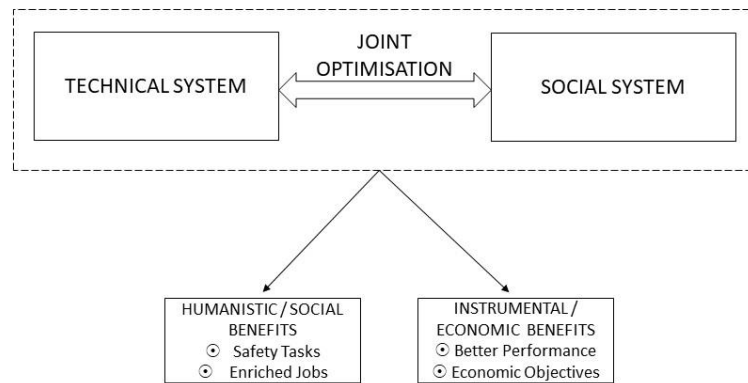 JOINT
OPTIMISATION
TECHNICAL SYSTEM
SOCIAL SYSTEM
HUMANISTIC / SOCIAL
BENEFITS
☉ Safety Tasks
☉ Enriched Jobs
INSTRUMENTAL /
ECONOMIC BENEFITS
☉ Better Performance
☉ Economic Objectives